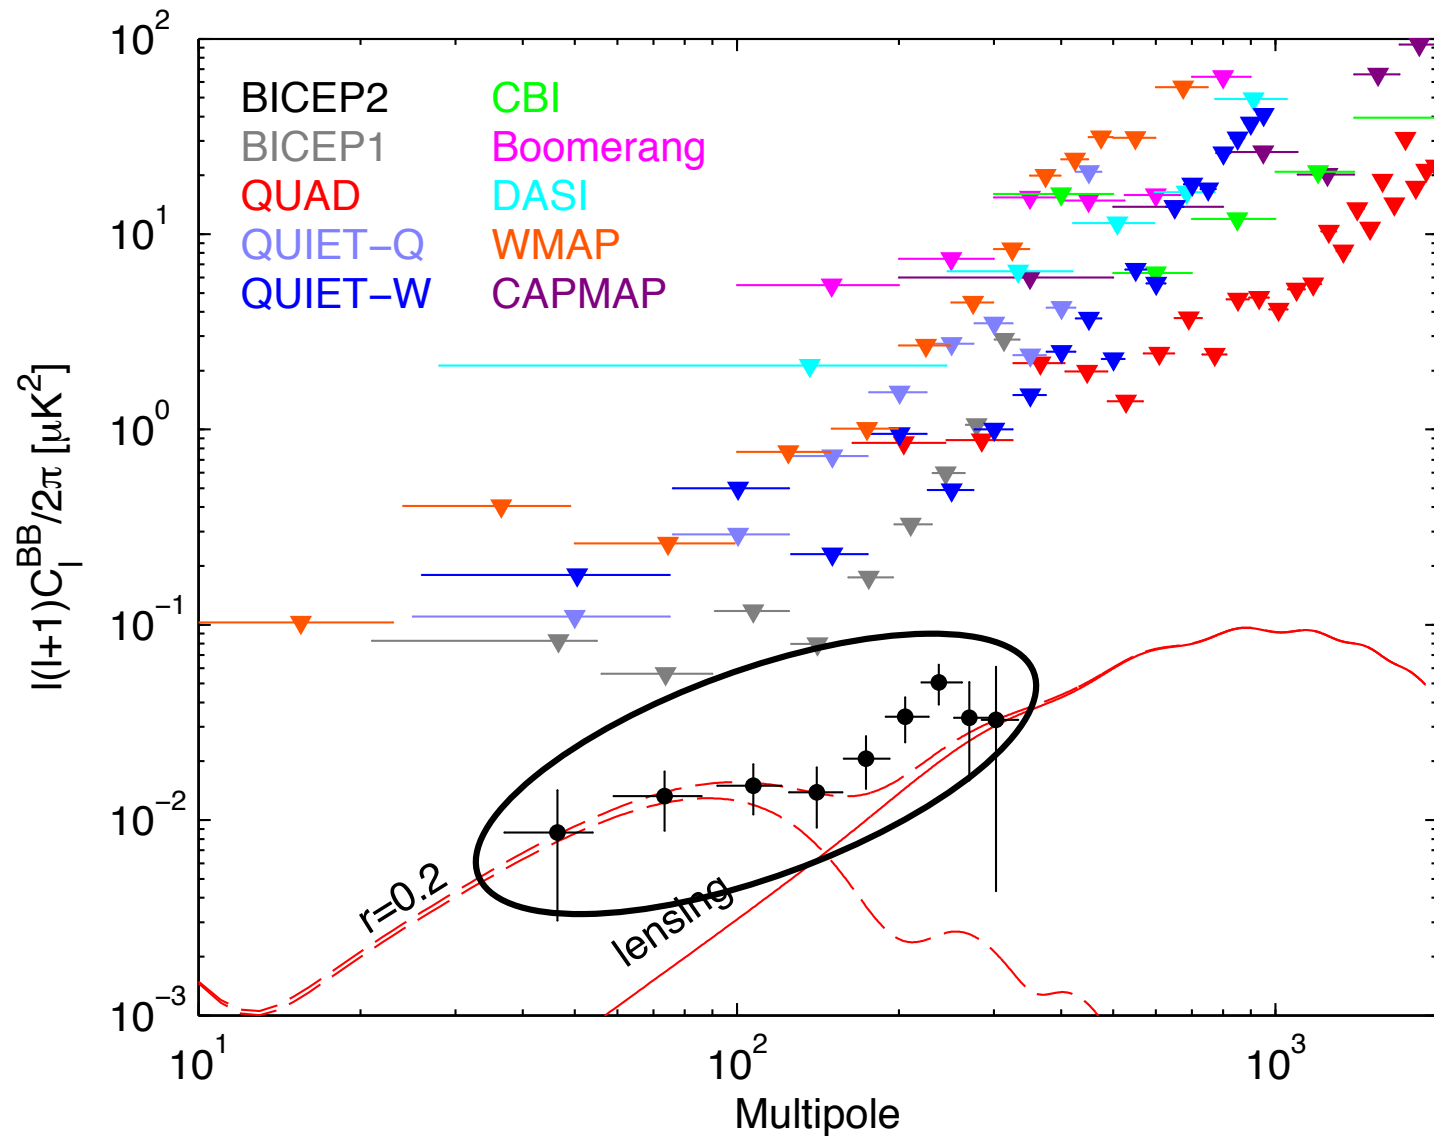 10^2
10^1
10^0
10^-1
10^-2
10^-3
l(l+1)C_l^BB/2π [μK^2]
BICEP2
BICEP1
QUAD
QUIET−Q
QUIET−W
CBI
Boomerang
DASI
WMAP
CAPMAP
r=0.2
lensing
10^1
10^2
10^3
Multipole